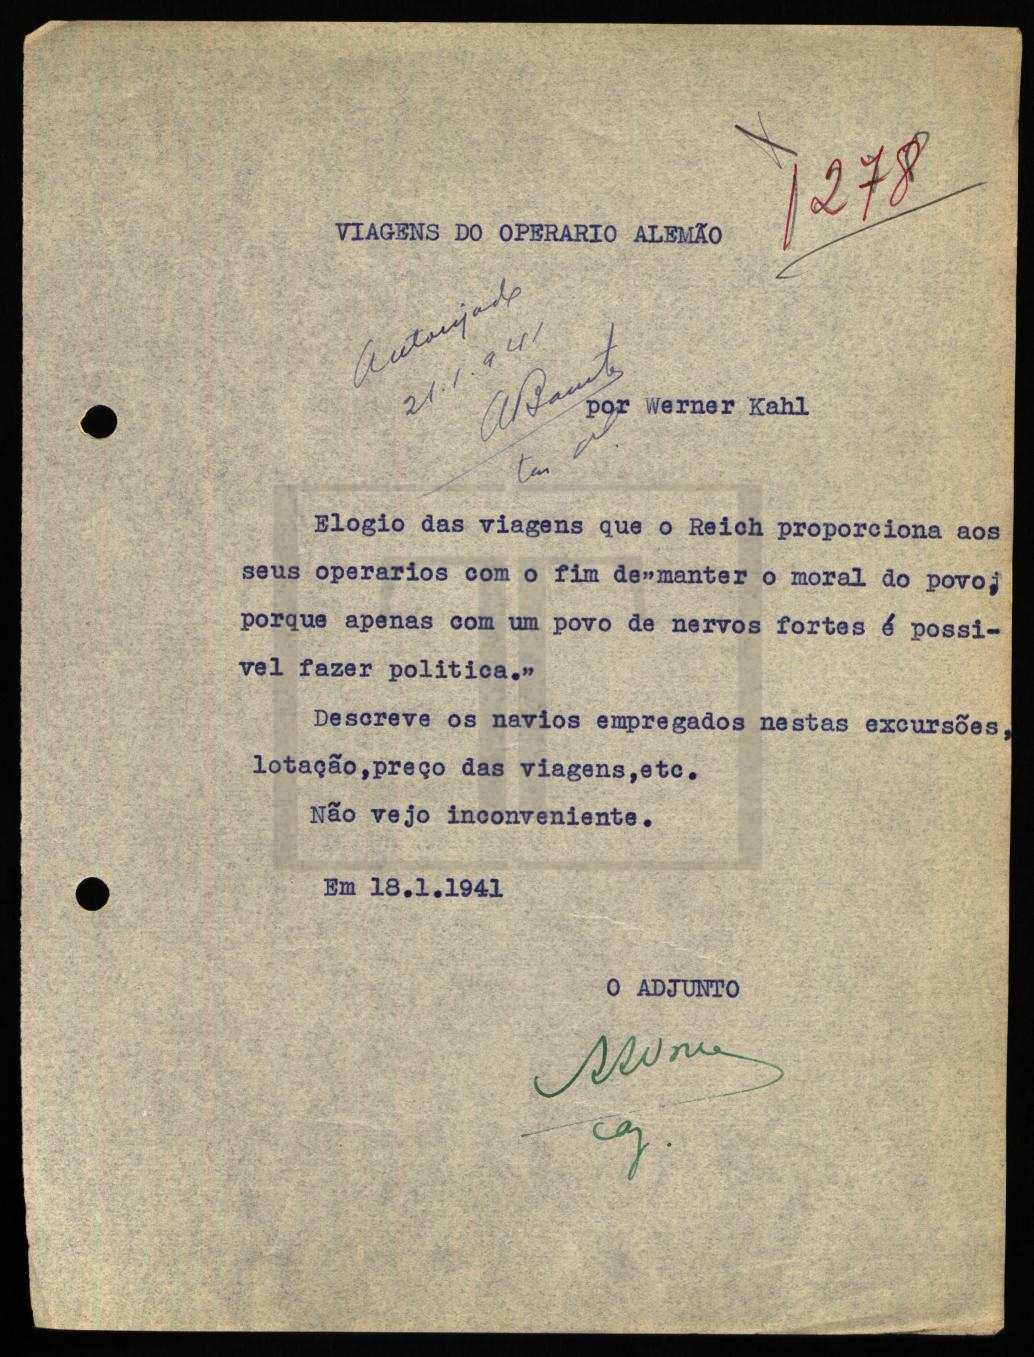 1278
VIAGENS DO OPERARIO ALEMÃO
Autorizado
21.1.941
por Werner Kahl
Elogio das viagens que o Reich proporciona aos
seus operarios com o fim de"manter o moral do povo,
porque apenas com um povo de nervos fortes é possi-
vel fazer politica."
Descreve os navios empregados nestas excursões,
lotação,preço das viagens,etc.
Não vejo inconveniente.
Em 18.1.1941
O ADJUNTO